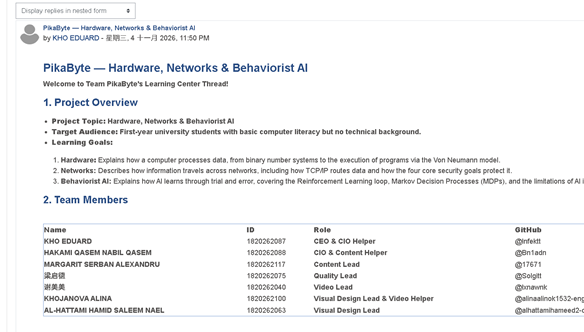 Display replies in nested form
PikaByte — Hardware, Networks & Behaviorist AI
by KHO EDUARD - 星期三, 4 十一月 2026, 11:50 PM
PikaByte — Hardware, Networks & Behaviorist AI
Welcome to Team PikaByte's Learning Center Thread!
1. Project Overview
• Project Topic: Hardware, Networks & Behaviorist AI
• Target Audience: First-year university students with basic computer literacy but no technical background.
• Learning Goals:
1. Hardware: Explains how a computer processes data, from binary number systems to the execution of programs via the Von Neumann model.
2. Networks: Describes how information travels across networks, including how TCP/IP routes data and how the four core security goals protect it.
3. Behaviorist AI: Explains how AI learns through trial and error, covering the Reinforcement Learning loop, Markov Decision Processes (MDPs), and the limitations of AI
2. Team Members
Name ID Role GitHub
KHO EDUARD 1820262087 CEO & CIO Helper @Infektt
HAKAMI QASEM NABIL QASEM 1820262088 CIO & Content Helper @Bn1adn
MARGARIT SERBAN ALEXANDRU 1820262117 Content Lead @17671
梁启德 1820262075 Quality Lead @Solgitt
谢美美 1820262040 Video Lead @lxnawnk
KHOJANOVA ALINA 1820262100 Visual Design Lead & Video Helper @alinaalinok1532-eng
AL-HATTAMI HAMID SALEEM NAEL 1820262063 Visual Design Lead @alhattamihameed2-